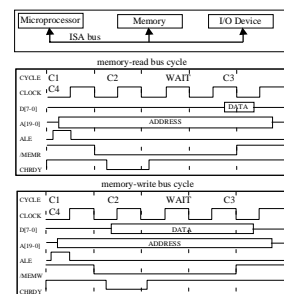 Microprocessor Memory I/O Device
ISA bus
memory-read bus cycle
CYCLE C1 C2 WAIT C3
CLOCK C4
D[7-0] DATA
A[19-0] ADDRESS
ALE
/MEMR
CHRDY
memory-write bus cycle
CYCLE C1 C2 WAIT C3
CLOCK C4
D[7-0] DATA
A[19-0] ADDRESS
ALE
/MEMW
CHRDY